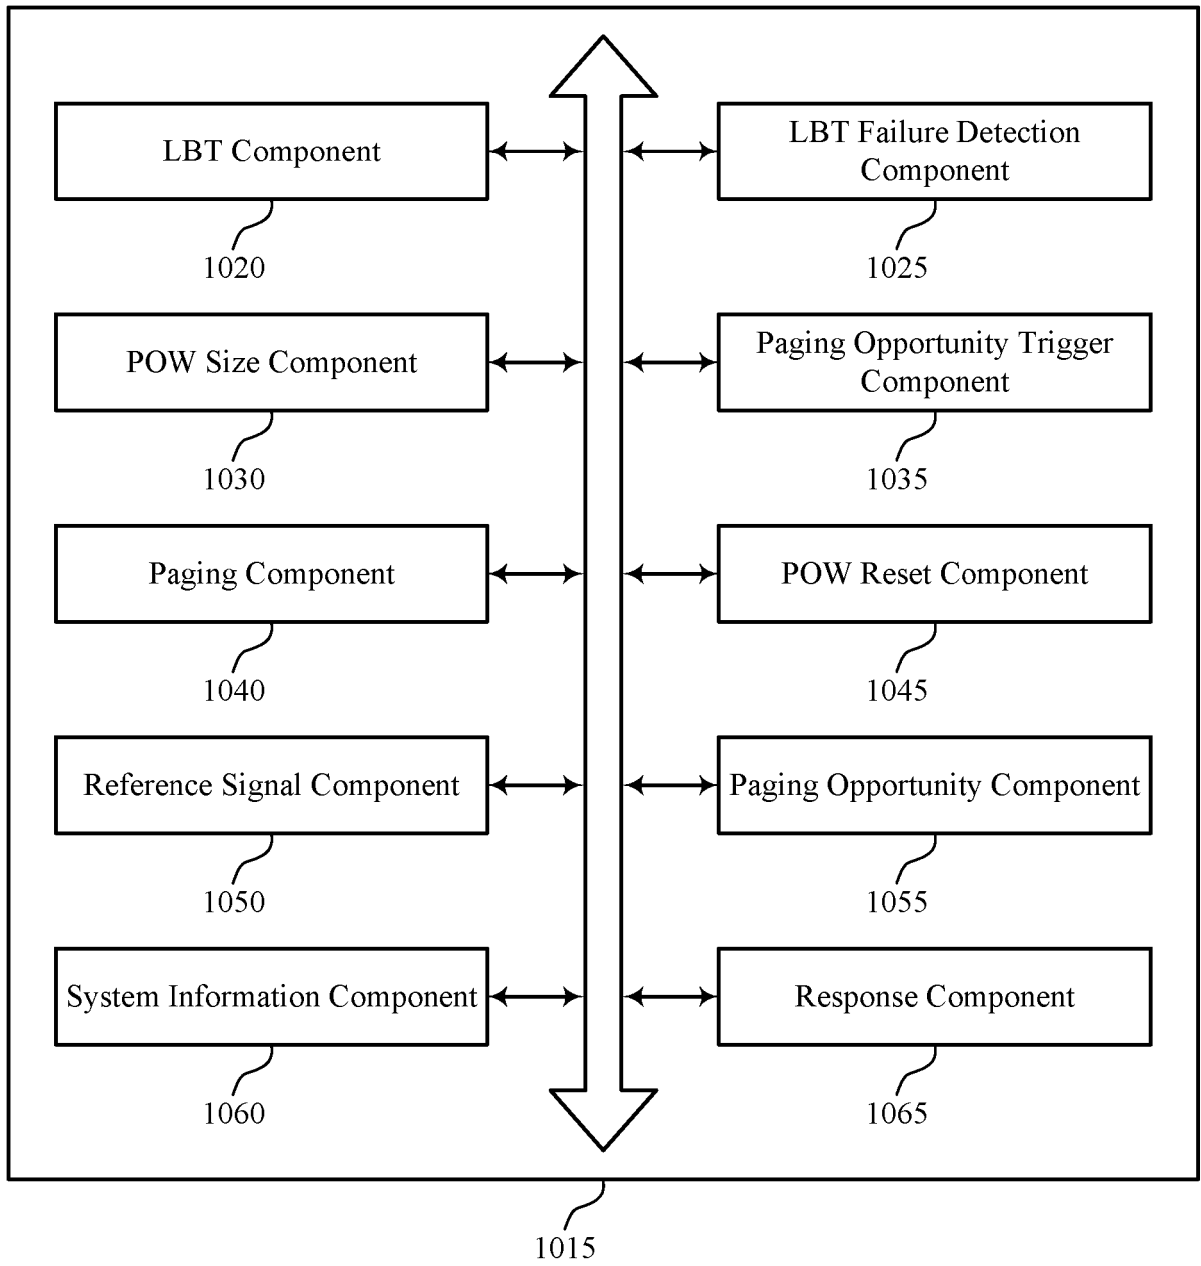 LBT Component
1020
LBT Failure Detection
Component
1025
POW Size Component
1030
Paging Opportunity Trigger
Component
1035
Paging Component
1040
POW Reset Component
1045
Reference Signal Component
1050
Paging Opportunity Component
1055
System Information Component
1060
Response Component
1065
1015